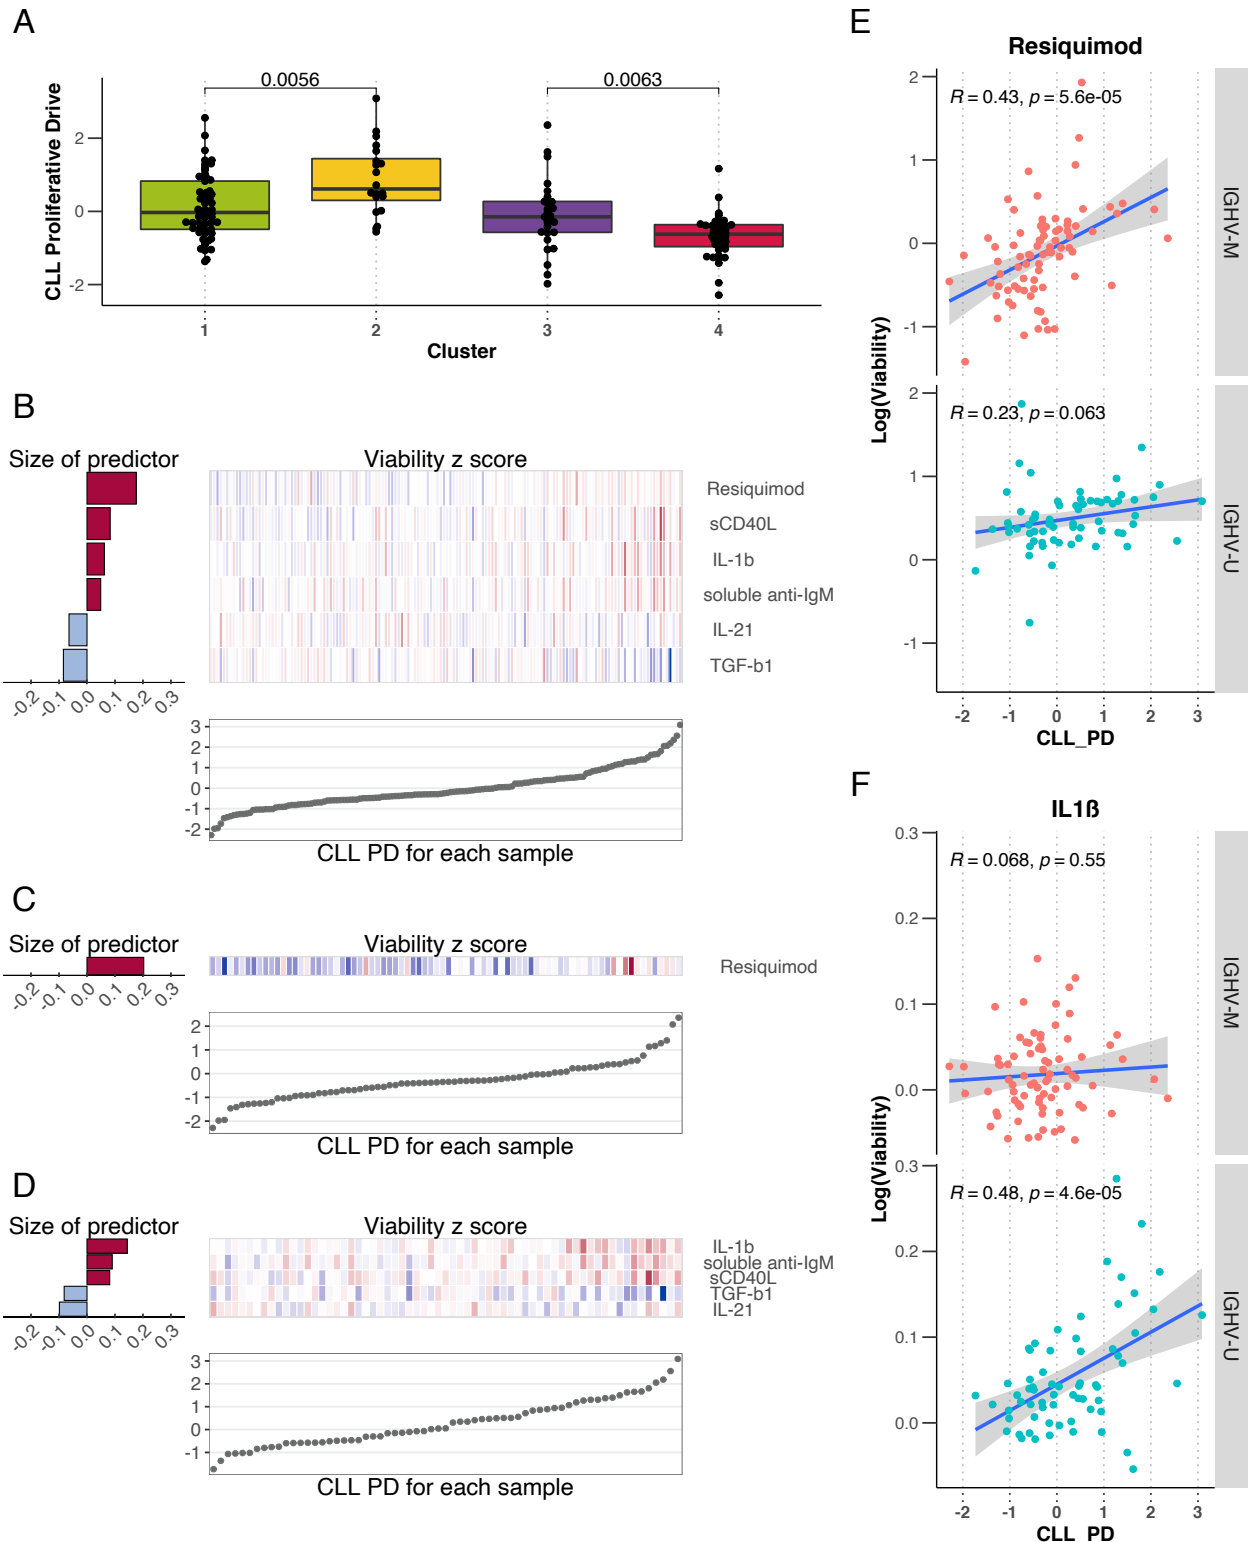 A
0.0056
0.0063
CLL Proliferative Drive
2
0
-2
1
2
3
4
Cluster
B
Size of predictor
Viability z score
Resiquimod
sCD40L
IL-1b
soluble anti-IgM
IL-21
TGF-b1
-0.2
-0.1
0.0
0.1
0.2
0.3
3
2
1
0
-1
-2
CLL PD for each sample
C
Size of predictor
Viability z score
Resiquimod
-0.2
-0.1
0.0
0.1
0.2
0.3
2
1
0
-1
-2
CLL PD for each sample
D
Size of predictor
Viability z score
IL-1b
soluble anti-IgM
sCD40L
TGF-b1
IL-21
-0.2
-0.1
0.0
0.1
0.2
0.3
3
2
1
0
-1
CLL PD for each sample
E
Resiquimod
R = 0.43, p = 5.6e-05
2
1
0
-1
IGHV-M
Log(Viability)
R = 0.23, p = 0.063
2
1
0
-1
IGHV-U
-2
-1
0
1
2
3
CLL_PD
F
IL1ß
R = 0.068, p = 0.55
0.3
0.2
0.1
0.0
IGHV-M
Log(Viability)
R = 0.48, p = 4.6e-05
0.3
0.2
0.1
0.0
IGHV-U
-2
-1
0
1
2
3
CLL_PD